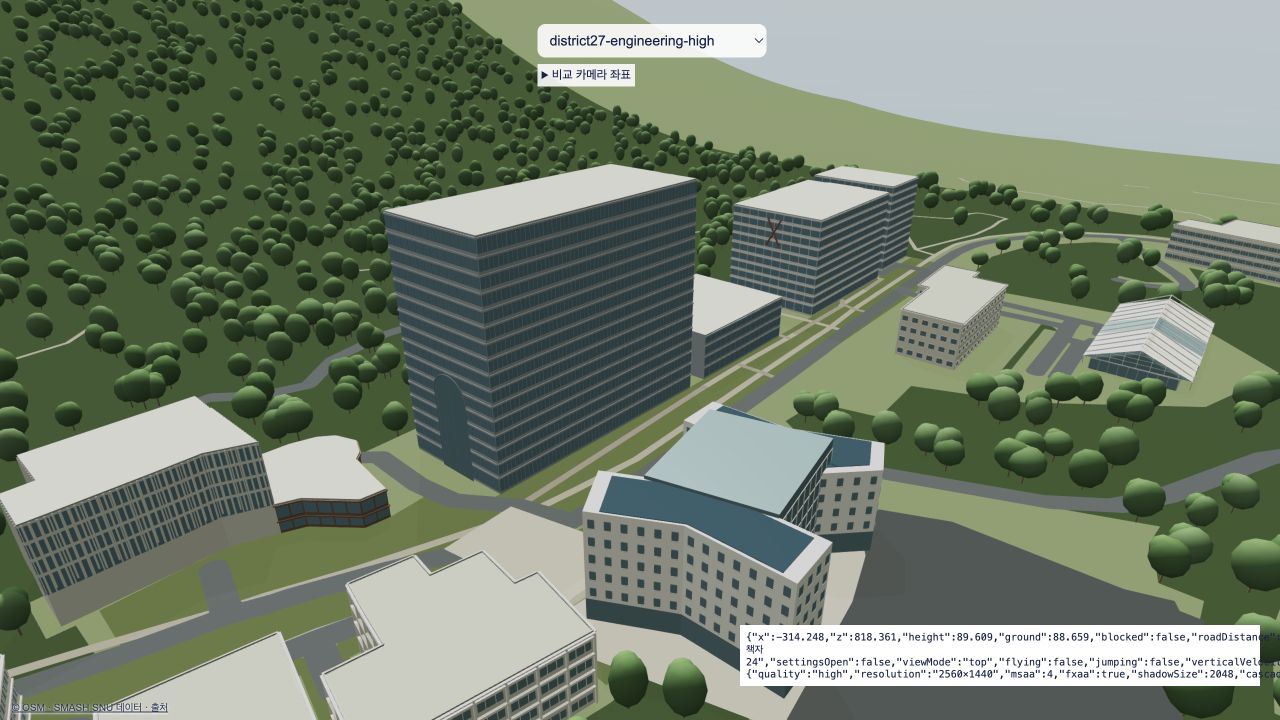 district27-engineering-high
▶ 비교 카메라 좌표
{"x":−314.248,"z":818.361,"height":89.609,"ground":88.659,"blocked":false,"roadDistance":
책자
24","settingsOpen":false,"viewMode":"top","flying":false,"jumping":false,"verticalVeloc
{"quality":"high","resolution":"2560×1440","msaa":4,"fxaa":true,"shadowSize":2048,"cascad
© OSM · SMASH SNU 데이터 · 출처